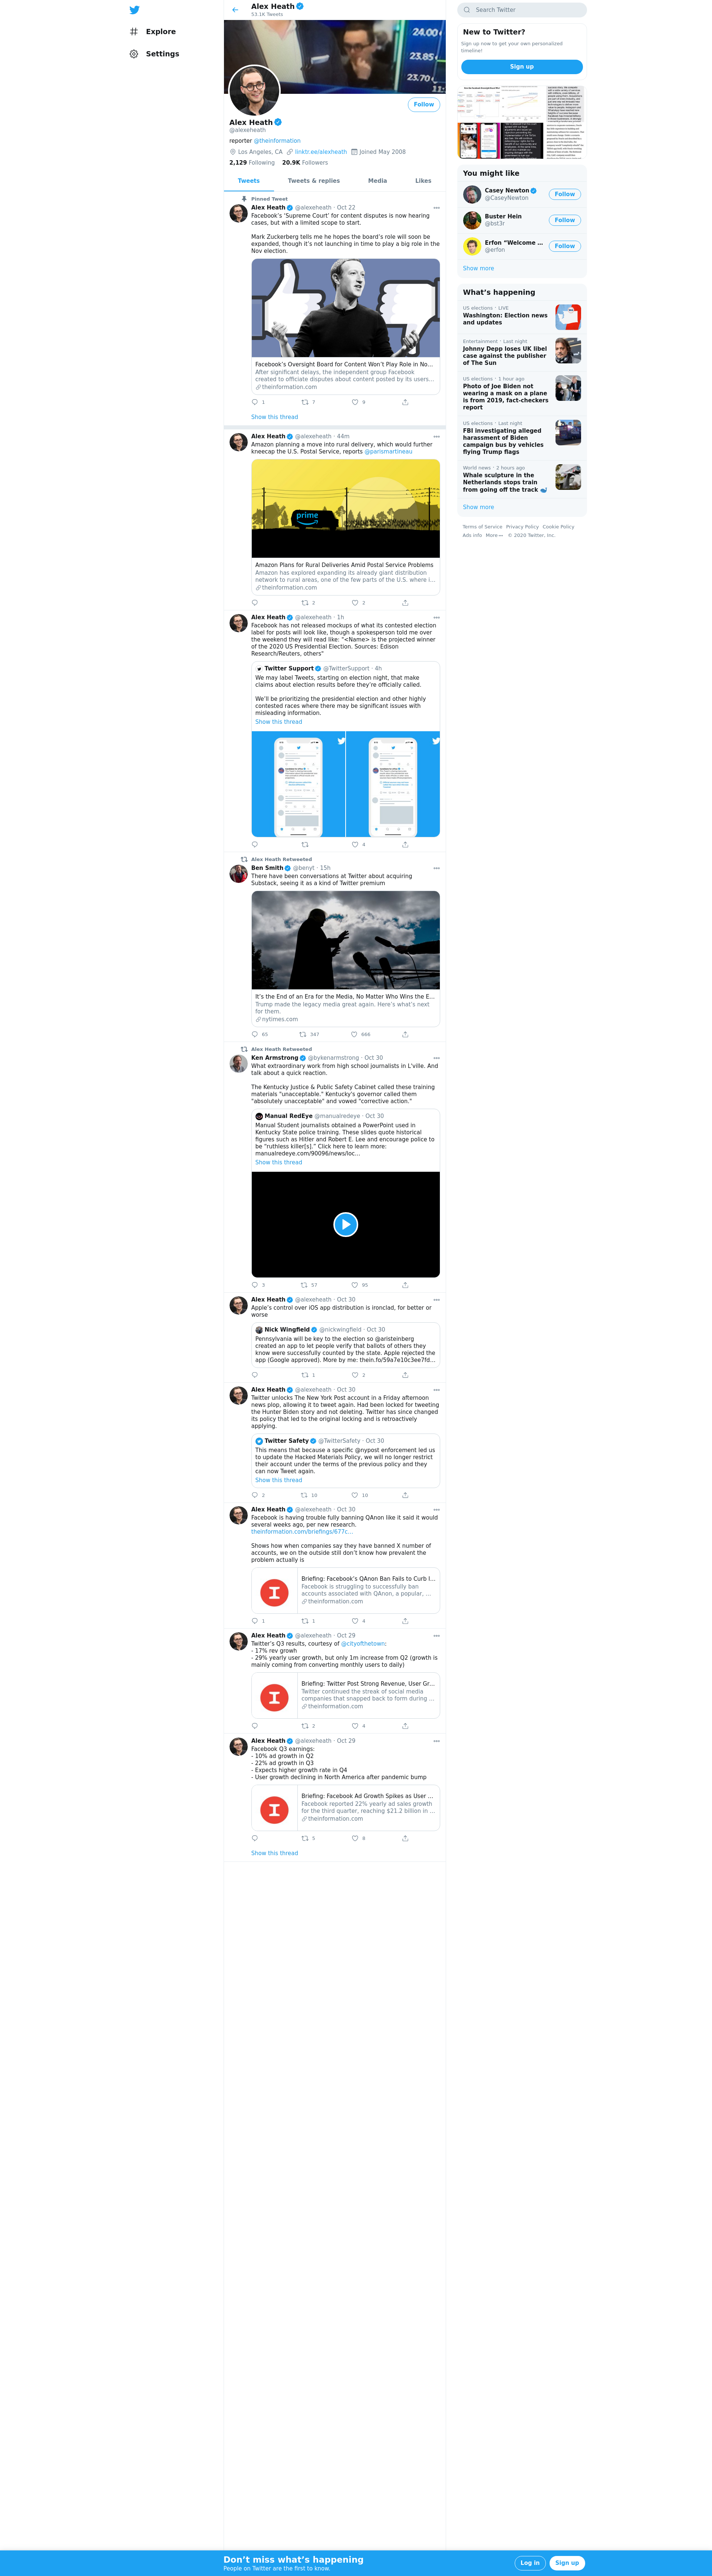 Explore
Settings
Alex Heath
53.1K Tweets
Follow
Alex Heath
@alexeheath
reporter @theinformation
Los Angeles, CA linktr.ee/alexheath Joined May 2008
2,129 Following 20.9K Followers
Tweets Tweets & replies Media Likes
Pinned Tweet
Alex Heath @alexeheath · Oct 22
Facebook's 'Supreme Court' for content disputes is now hearing
cases, but with a limited scope to start.
Mark Zuckerberg tells me he hopes the board's role will soon be
expanded, though it's not launching in time to play a big role in the
Nov election.
Facebook's Oversight Board for Content Won't Play Role in No...
After significant delays, the independent group Facebook
created to officiate disputes about content posted by its users...
theinformation.com
1 7 9
Show this thread
Alex Heath @alexeheath · 44m
Amazon planning a move into rural delivery, which would further
kneecap the U.S. Postal Service, reports @parismartineau
prime
Amazon Plans for Rural Deliveries Amid Postal Service Problems
Amazon has explored expanding its already giant distribution
network to rural areas, one of the few parts of the U.S. where i...
theinformation.com
2 2
Alex Heath @alexeheath · 1h
Facebook has not released mockups of what its contested election
label for posts will look like, though a spokesperson told me over
the weekend they will read like: "<Name> is the projected winner
of the 2020 US Presidential Election. Sources: Edison
Research/Reuters, others"
Twitter Support @TwitterSupport · 4h
We may label Tweets, starting on election night, that make
claims about election results before they're officially called.
We'll be prioritizing the presidential election and other highly
contested races where there may be significant issues with
misleading information.
Show this thread
4
Alex Heath Retweeted
Ben Smith @benyt · 15h
There have been conversations at Twitter about acquiring
Substack, seeing it as a kind of Twitter premium
It's the End of an Era for the Media, No Matter Who Wins the E...
Trump made the legacy media great again. Here's what's next
for them.
nytimes.com
65 347 666
Alex Heath Retweeted
Ken Armstrong @bykenarmstrong · Oct 30
What extraordinary work from high school journalists in L'ville. And
talk about a quick reaction.
The Kentucky Justice & Public Safety Cabinet called these training
materials "unacceptable." Kentucky's governor called them
"absolutely unacceptable" and vowed "corrective action."
Manual RedEye @manualredeye · Oct 30
Manual Student journalists obtained a PowerPoint used in
Kentucky State police training. These slides quote historical
figures such as Hitler and Robert E. Lee and encourage police to
be "ruthless killer[s]." Click here to learn more:
manualredeye.com/90096/news/loc...
Show this thread
3 57 95
Alex Heath @alexeheath · Oct 30
Apple's control over iOS app distribution is ironclad, for better or
worse
Nick Wingfield @nickwingfield · Oct 30
Pennsylvania will be key to the election so @aristeinberg
created an app to let people verify that ballots of others they
know were successfully counted by the state. Apple rejected the
app (Google approved). More by me: thein.fo/59a7e10c3ee7fd...
1 2
Alex Heath @alexeheath · Oct 30
Twitter unlocks The New York Post account in a Friday afternoon
news plop, allowing it to tweet again. Had been locked for tweeting
the Hunter Biden story and not deleting. Twitter has since changed
its policy that led to the original locking and is retroactively
applying.
Twitter Safety @TwitterSafety · Oct 30
This means that because a specific @nypost enforcement led us
to update the Hacked Materials Policy, we will no longer restrict
their account under the terms of the previous policy and they
can now Tweet again.
Show this thread
2 10 10
Alex Heath @alexeheath · Oct 30
Facebook is having trouble fully banning QAnon like it said it would
several weeks ago, per new research.
theinformation.com/briefings/677c...
Shows how when companies say they have banned X number of
accounts, we on the outside still don't know how prevalent the
problem actually is
Briefing: Facebook's QAnon Ban Fails to Curb I...
Facebook is struggling to successfully ban
accounts associated with QAnon, a popular, ...
theinformation.com
1 1 4
Alex Heath @alexeheath · Oct 29
Twitter's Q3 results, courtesy of @cityofthetown:
- 17% rev growh
- 29% yearly user growth, but only 1m increase from Q2 (growth is
mainly coming from converting monthly users to daily)
Briefing: Twitter Post Strong Revenue, User Gr...
Twitter continued the streak of social media
companies that snapped back to form during ...
theinformation.com
2 4
Alex Heath @alexeheath · Oct 29
Facebook Q3 earnings:
- 10% ad growth in Q2
- 22% ad growth in Q3
- Expects higher growth rate in Q4
- User growth declining in North America after pandemic bump
Briefing: Facebook Ad Growth Spikes as User ...
Facebook reported 22% yearly ad sales growth
for the third quarter, reaching $21.2 billion in ...
theinformation.com
5 8
Show this thread
Search Twitter
New to Twitter?
Sign up now to get your own personalized
timeline!
Sign up
You might like
Casey Newton
@CaseyNewton
Follow
Buster Hein
@bst3r
Follow
Erfon "Welcome ...
@erfon
Follow
Show more
What's happening
US elections · LIVE
Washington: Election news
and updates
Entertainment · Last night
Johnny Depp loses UK libel
case against the publisher
of The Sun
US elections · 1 hour ago
Photo of Joe Biden not
wearing a mask on a plane
is from 2019, fact-checkers
report
US elections · Last night
FBI investigating alleged
harassment of Biden
campaign bus by vehicles
flying Trump flags
World news · 2 hours ago
Whale sculpture in the
Netherlands stops train
from going off the track
Show more
Terms of Service Privacy Policy Cookie Policy
Ads info More © 2020 Twitter, Inc.
Don't miss what's happening
People on Twitter are the first to know.
Log in Sign up